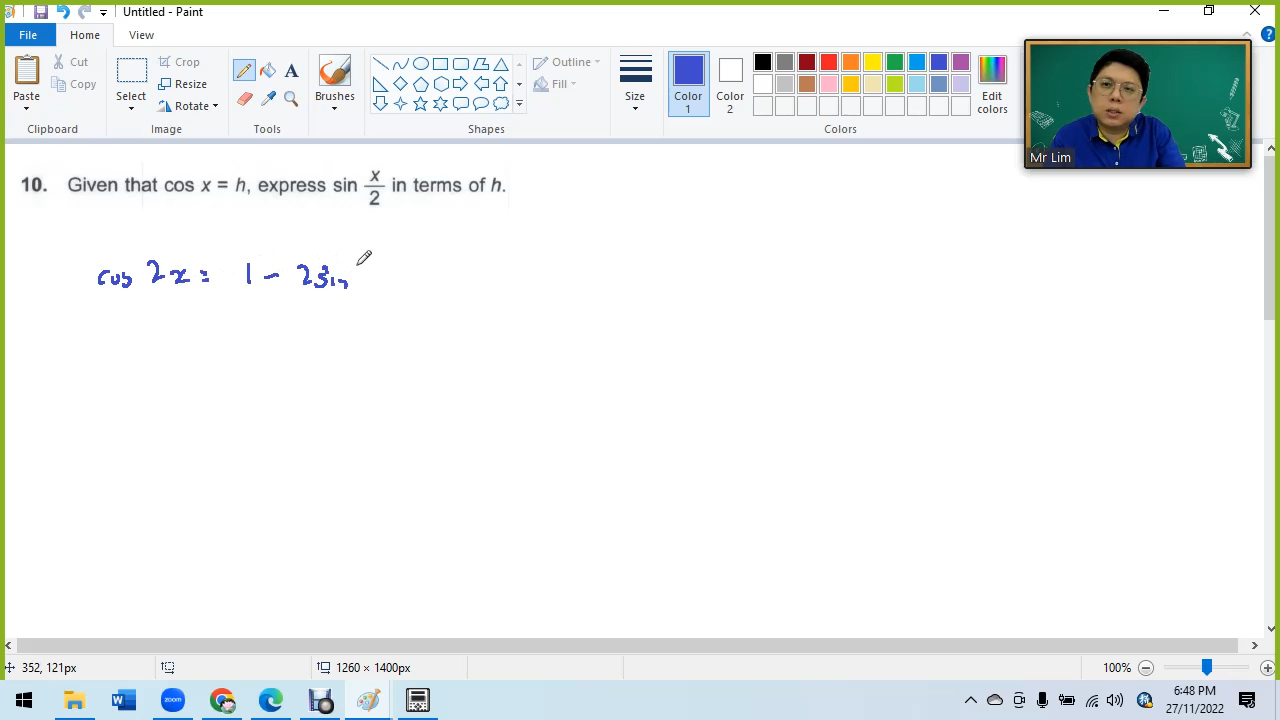 Untitled - Paint
File Home View
Paste Cut Copy Clipboard
Select Crop Resize Rotate Image
Tools
Brushes
Outline Fill Shapes
Size
Color 1
Color 2
Edit colors
Colors
Mr Lim
10. Given that cos x = h, express sin x/2 in terms of h.
cos 2x = 1 - 2sin
352, 121px
1260 × 1400px
100%
W zoom
6:48 PM
27/11/2022